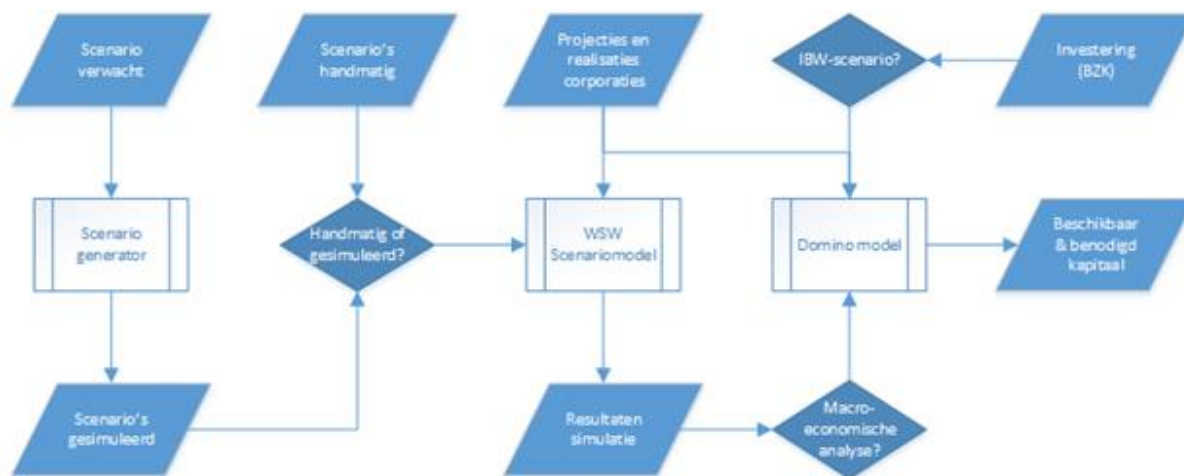 Scenario
verwacht
Scenario's
handmatig
Projecties en
realisaties
corporaties
IBW-scenario?
Investering
(BZK)
Scenario
generator
Handmatig of
gesimuleerd?
WSW
Scenariomodel
Domino model
Beschikbaar
& benodigd
kapitaal
Scenario's
gesimuleerd
Resultaten
simulatie
Macro-
economische
analyse?